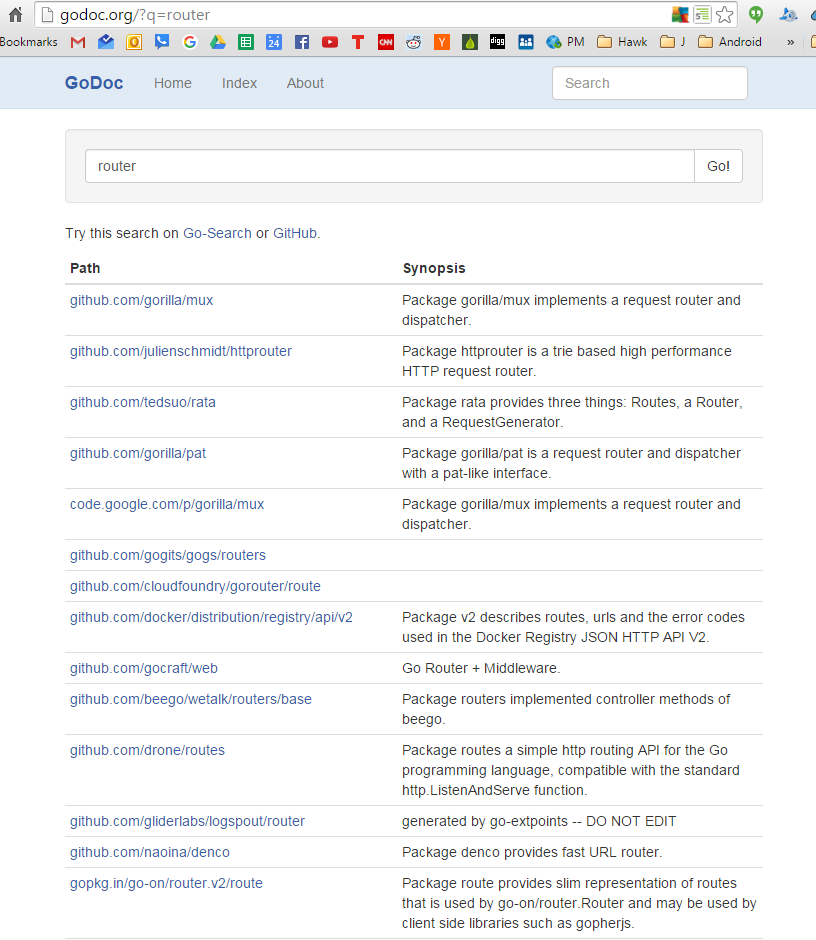 godoc.org/?q=router
Bookmarks 24 T CNN Y digg PM Hawk J Android »
GoDoc Home Index About Search
router Go!
Try this search on Go-Search or GitHub.
Path Synopsis
github.com/gorilla/mux Package gorilla/mux implements a request router and
dispatcher.
github.com/julienschmidt/httprouter Package httprouter is a trie based high performance
HTTP request router.
github.com/tedsuo/rata Package rata provides three things: Routes, a Router,
and a RequestGenerator.
github.com/gorilla/pat Package gorilla/pat is a request router and dispatcher
with a pat-like interface.
code.google.com/p/gorilla/mux Package gorilla/mux implements a request router and
dispatcher.
github.com/gogits/gogs/routers
github.com/cloudfoundry/gorouter/route
github.com/docker/distribution/registry/api/v2 Package v2 describes routes, urls and the error codes
used in the Docker Registry JSON HTTP API V2.
github.com/gocraft/web Go Router + Middleware.
github.com/beego/wetalk/routers/base Package routers implemented controller methods of
beego.
github.com/drone/routes Package routes a simple http routing API for the Go
programming language, compatible with the standard
http.ListenAndServe function.
github.com/gliderlabs/logspout/router generated by go-extpoints -- DO NOT EDIT
github.com/naoina/denco Package denco provides fast URL router.
gopkg.in/go-on/router.v2/route Package route provides slim representation of routes
that is used by go-on/router.Router and may be used by
client side libraries such as gopherjs.